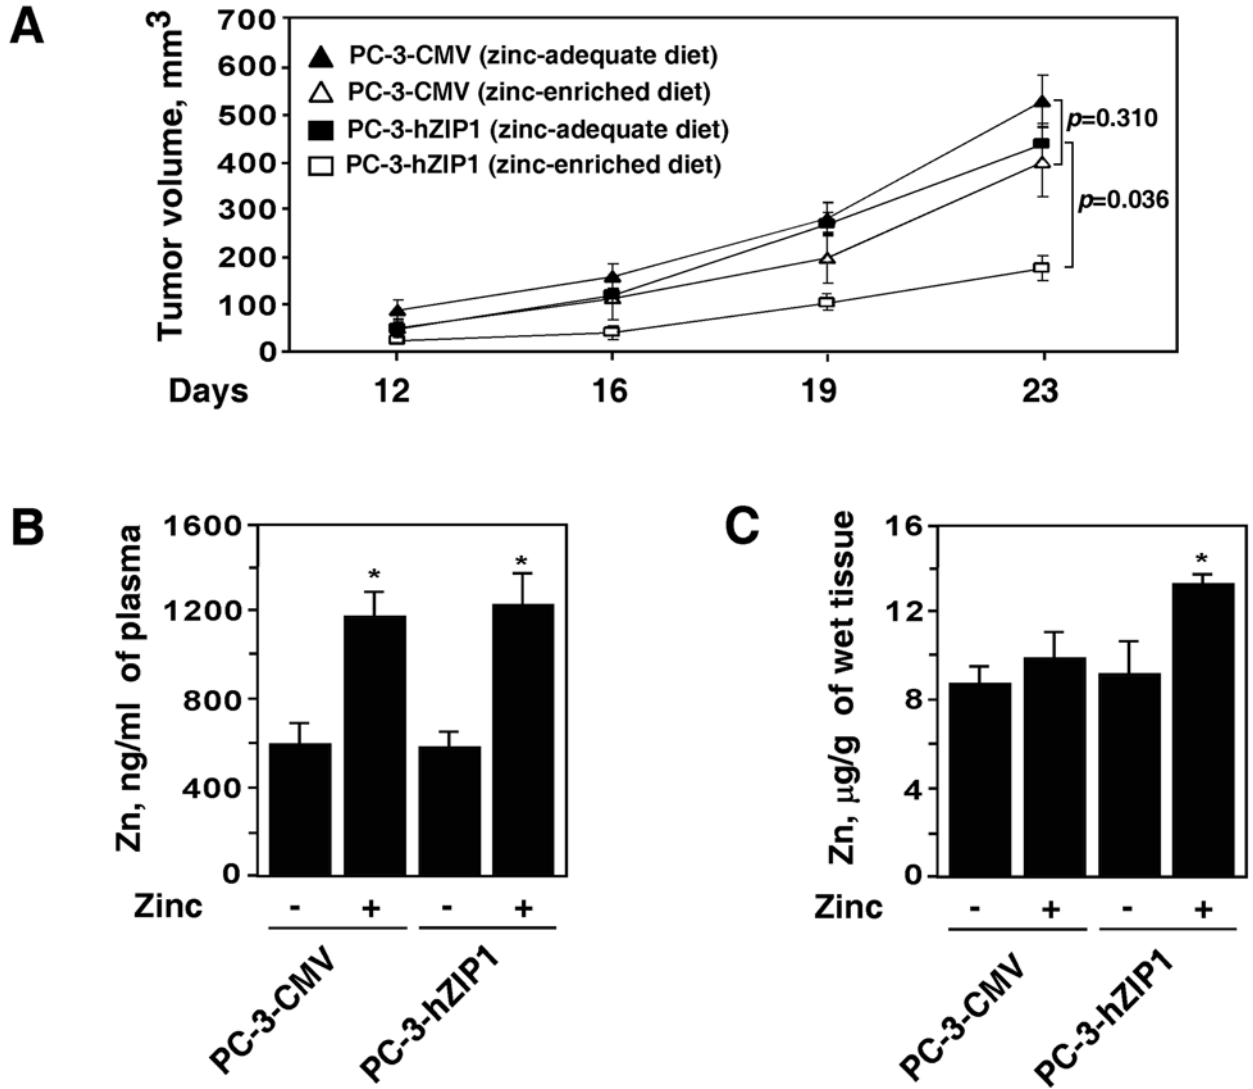 A
Tumor volume, mm3
700
600
500
400
300
200
100
0
PC-3-CMV (zinc-adequate diet)
PC-3-CMV (zinc-enriched diet)
PC-3-hZIP1 (zinc-adequate diet)
PC-3-hZIP1 (zinc-enriched diet)
p=0.310
p=0.036
Days 12 16 19 23
B
Zn, ng/ml of plasma
1600
1200
800
400
0
* *
Zinc - + - +
PC-3-CMV PC-3-hZIP1
C
Zn, μg/g of wet tissue
16
12
8
4
0
*
Zinc - + - +
PC-3-CMV PC-3-hZIP1